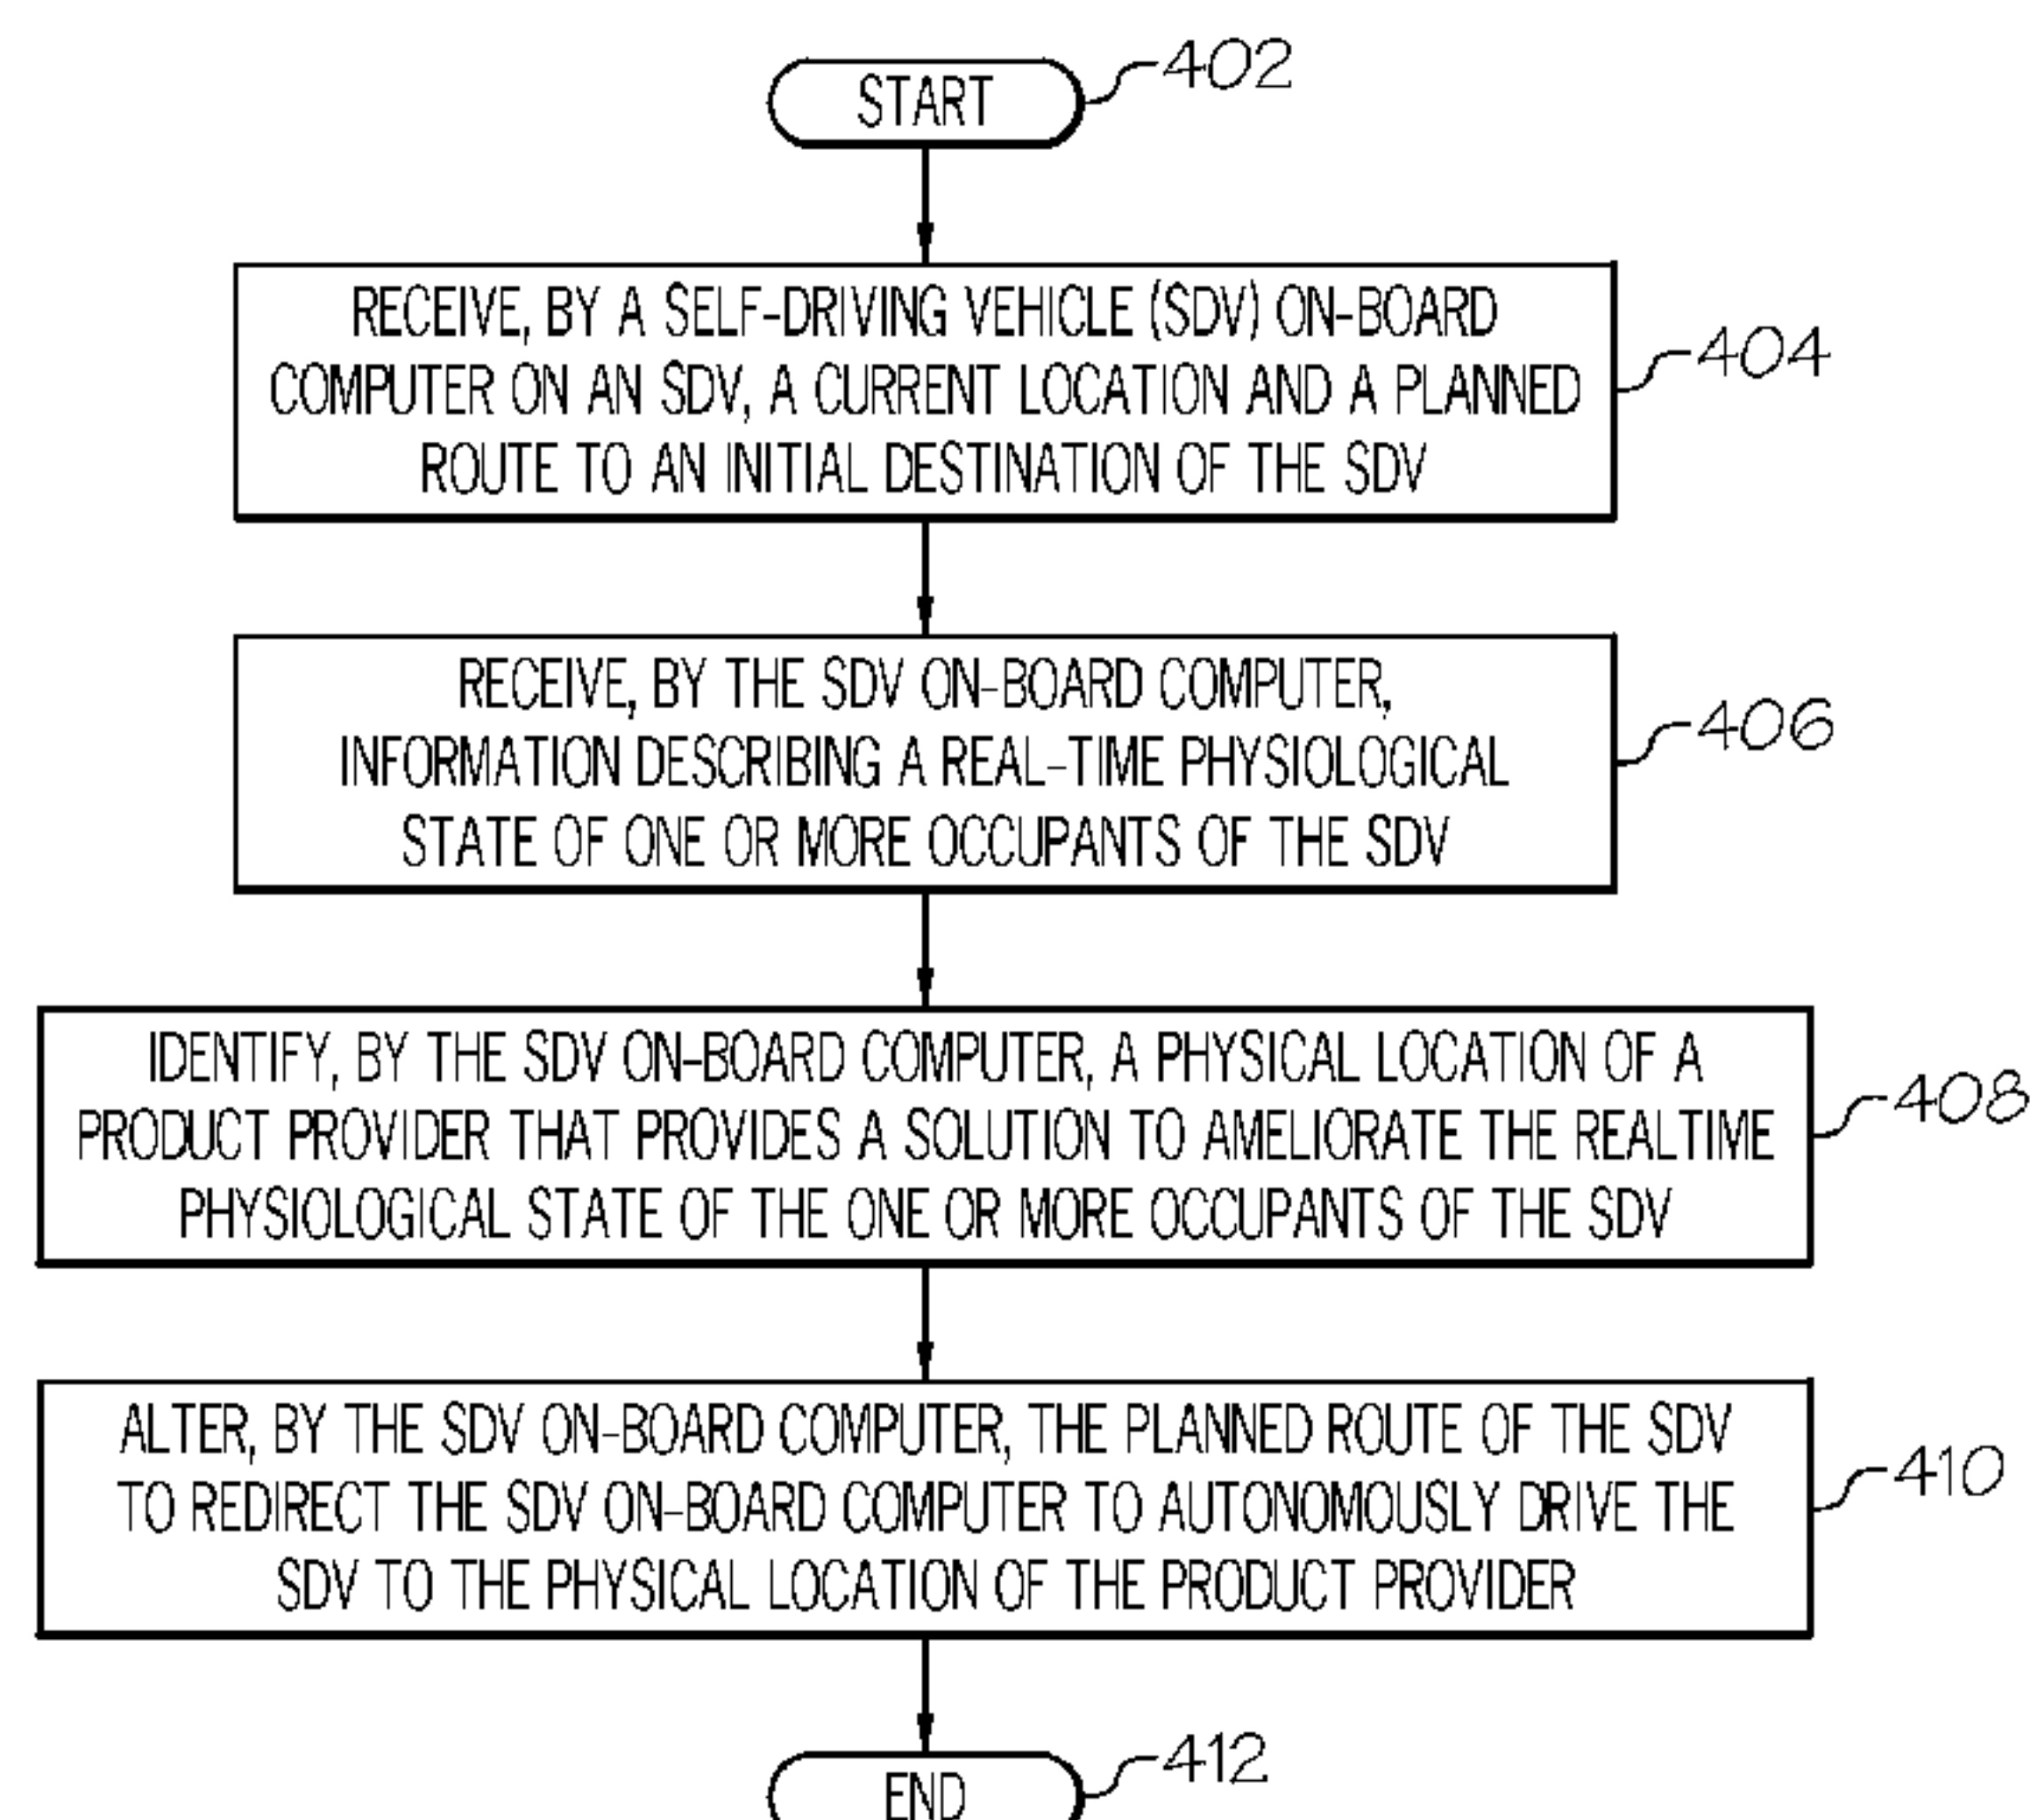 START
402
RECEIVE, BY A SELF-DRIVING VEHICLE (SDV) ON-BOARD
COMPUTER ON AN SDV, A CURRENT LOCATION AND A PLANNED
ROUTE TO AN INITIAL DESTINATION OF THE SDV
404
RECEIVE, BY THE SDV ON-BOARD COMPUTER,
INFORMATION DESCRIBING A REAL-TIME PHYSIOLOGICAL
STATE OF ONE OR MORE OCCUPANTS OF THE SDV
406
IDENTIFY, BY THE SDV ON-BOARD COMPUTER, A PHYSICAL LOCATION OF A
PRODUCT PROVIDER THAT PROVIDES A SOLUTION TO AMELIORATE THE REALTIME
PHYSIOLOGICAL STATE OF THE ONE OR MORE OCCUPANTS OF THE SDV
408
ALTER, BY THE SDV ON-BOARD COMPUTER, THE PLANNED ROUTE OF THE SDV
TO REDIRECT THE SDV ON-BOARD COMPUTER TO AUTONOMOUSLY DRIVE THE
SDV TO THE PHYSICAL LOCATION OF THE PRODUCT PROVIDER
410
END
412